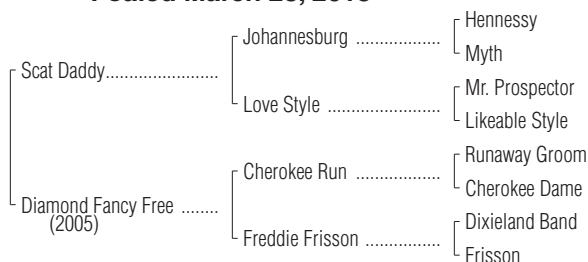 Foaled March 28, 2015
Hennessy
Johannesburg ....................
Myth
Scat Daddy...........................
Mr. Prospector
Love Style ...........................
Likeable Style
Runaway Groom
Cherokee Run ....................
Cherokee Dame
Diamond Fancy Free ........
(2005)
Dixieland Band
Freddie Frisson ..................
Frisson